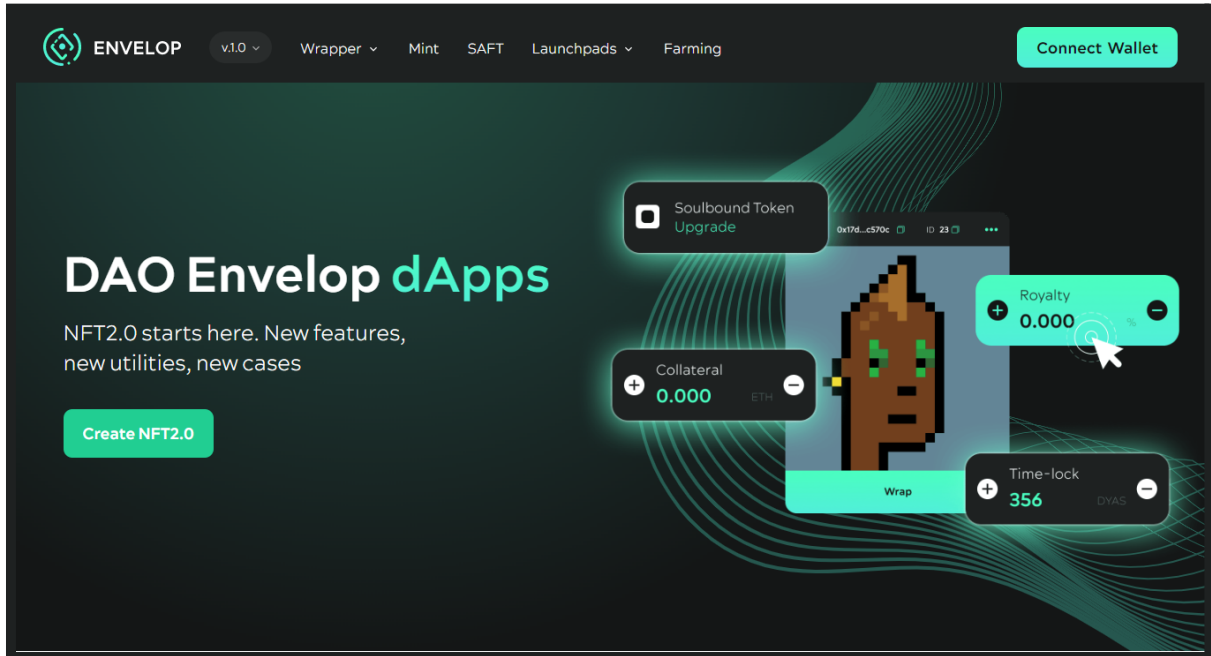 ENVELOP v.1.0 Wrapper Mint SAFT Launchpads Farming Connect Wallet
DAO Envelop dApps
NFT2.0 starts here. New features,
new utilities, new cases
Create NFT2.0
Soulbound Token
Upgrade
0x17d...c570c ID 23
Royalty
0.000 %
Collateral
0.000 ETH
Time-lock
356 DYAS
Wrap